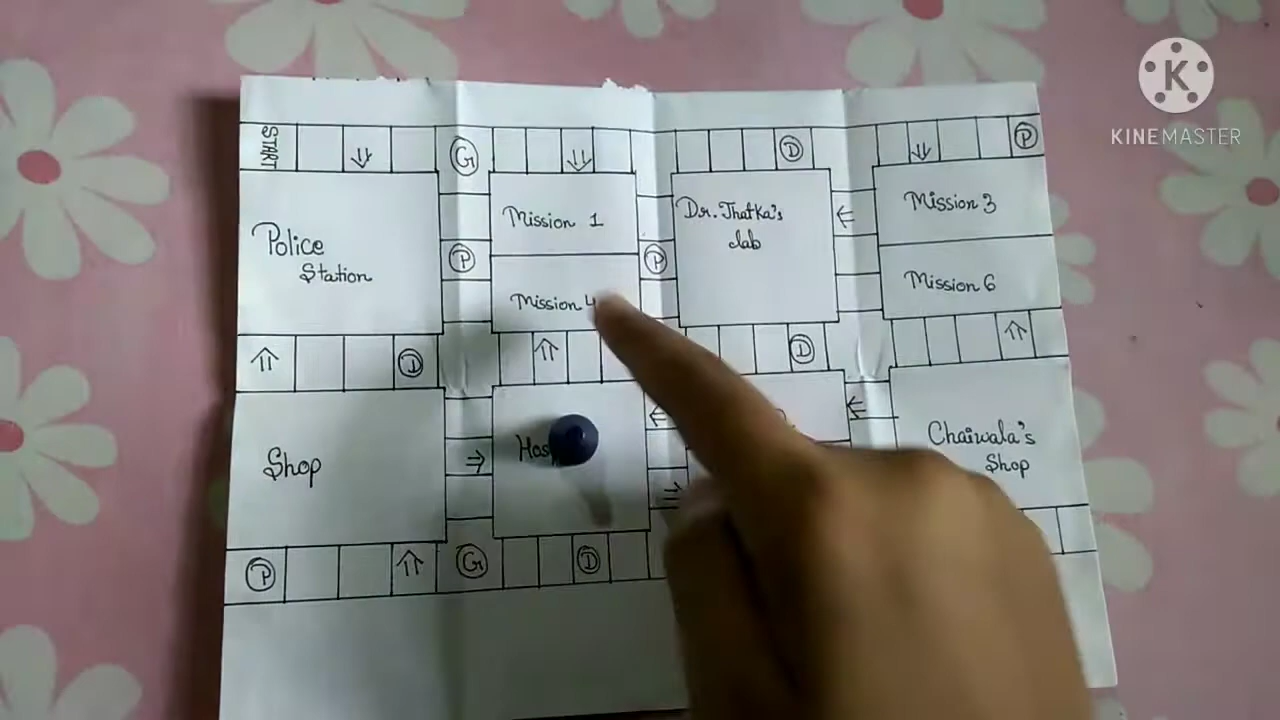 START
G
D
P
Police
Station
Mission 1
Dr. Jhatka's
Lab
Mission 3
P
P
Mission 4
Mission 6
D
D
Shop
Chaiwala's
Shop
P
G
D
K
KINEMASTER